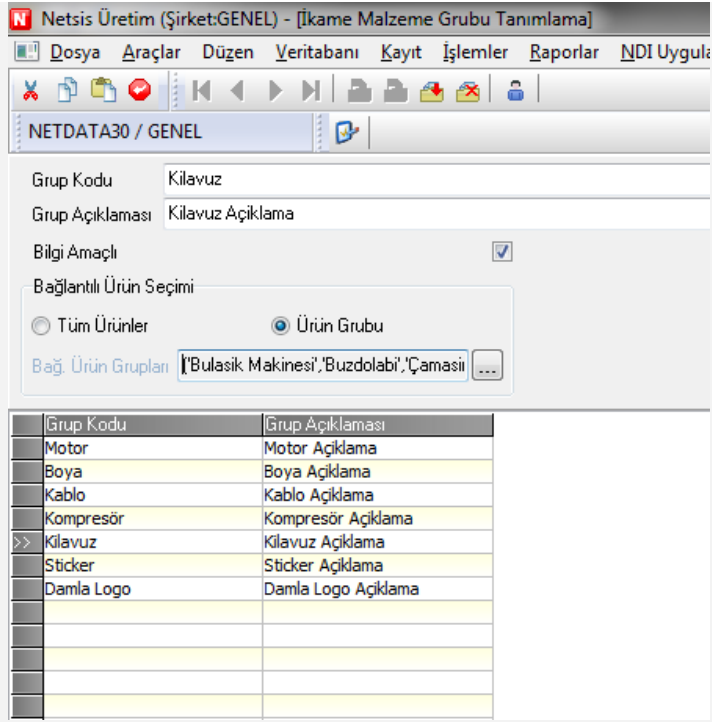 N Netsis Üretim (Şirket:GENEL) - [İkame Malzeme Grubu Tanımlama]
Dosya Araçlar Düzen Veritabanı Kayıt İşlemler Raporlar NDI Uygula
NETDATA30 / GENEL
Grup Kodu Kilavuz
Grup Açıklaması Kilavuz Açiklama
Bilgi Amaçlı
Bağlantılı Ürün Seçimi
Tüm Ürünler Ürün Grubu
Bağ. Ürün Grupları ('Bulasik Makinesi','Buzdolabi','Çamasir ...
Grup Kodu Grup Açıklaması
Motor Motor Açiklama
Boya Boya Açiklama
Kablo Kablo Açiklama
Kompresör Kompresör Açiklama
>> Kilavuz Kilavuz Açiklama
Sticker Sticker Açiklama
Damla Logo Damla Logo Açiklama